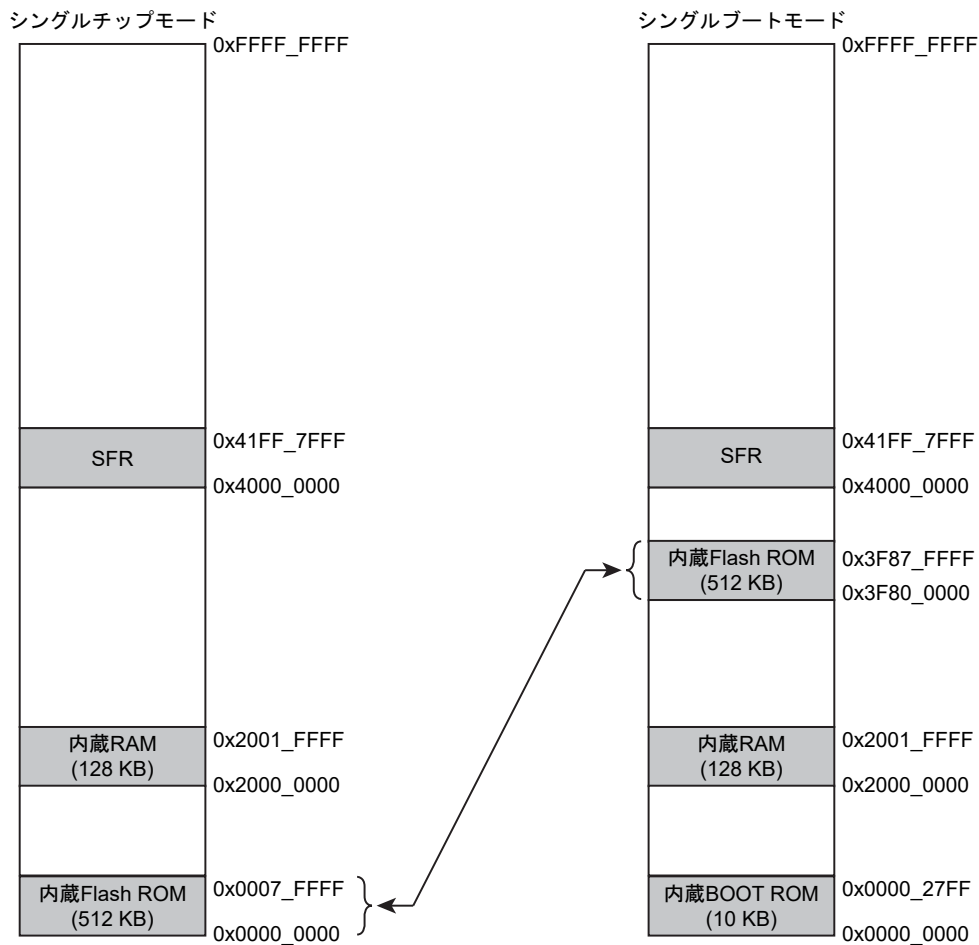 シングルチップモード
0xFFFF_FFFF
SFR
0x41FF_7FFF
0x4000_0000
内蔵RAM
(128 KB)
0x2001_FFFF
0x2000_0000
内蔵Flash ROM
(512 KB)
0x0007_FFFF
0x0000_0000
シングルブートモード
0xFFFF_FFFF
SFR
0x41FF_7FFF
0x4000_0000
内蔵Flash ROM
(512 KB)
0x3F87_FFFF
0x3F80_0000
内蔵RAM
(128 KB)
0x2001_FFFF
0x2000_0000
内蔵BOOT ROM
(10 KB)
0x0000_27FF
0x0000_0000